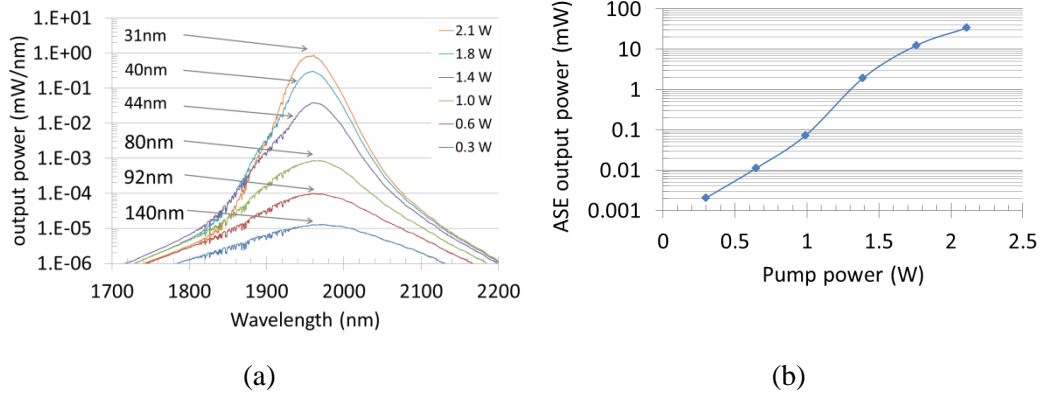 output power (mW/nm)
1.E+01
1.E+00
1.E-01
1.E-02
1.E-03
1.E-04
1.E-05
1.E-06
31nm
40nm
44nm
80nm
92nm
140nm
2.1 W
1.8 W
1.4 W
1.0 W
0.6 W
0.3 W
1700 1800 1900 2000 2100 2200
Wavelength (nm)
(a)
ASE output power (mW)
100
10
1
0.1
0.01
0.001
0 0.5 1 1.5 2 2.5
Pump power (W)
(b)